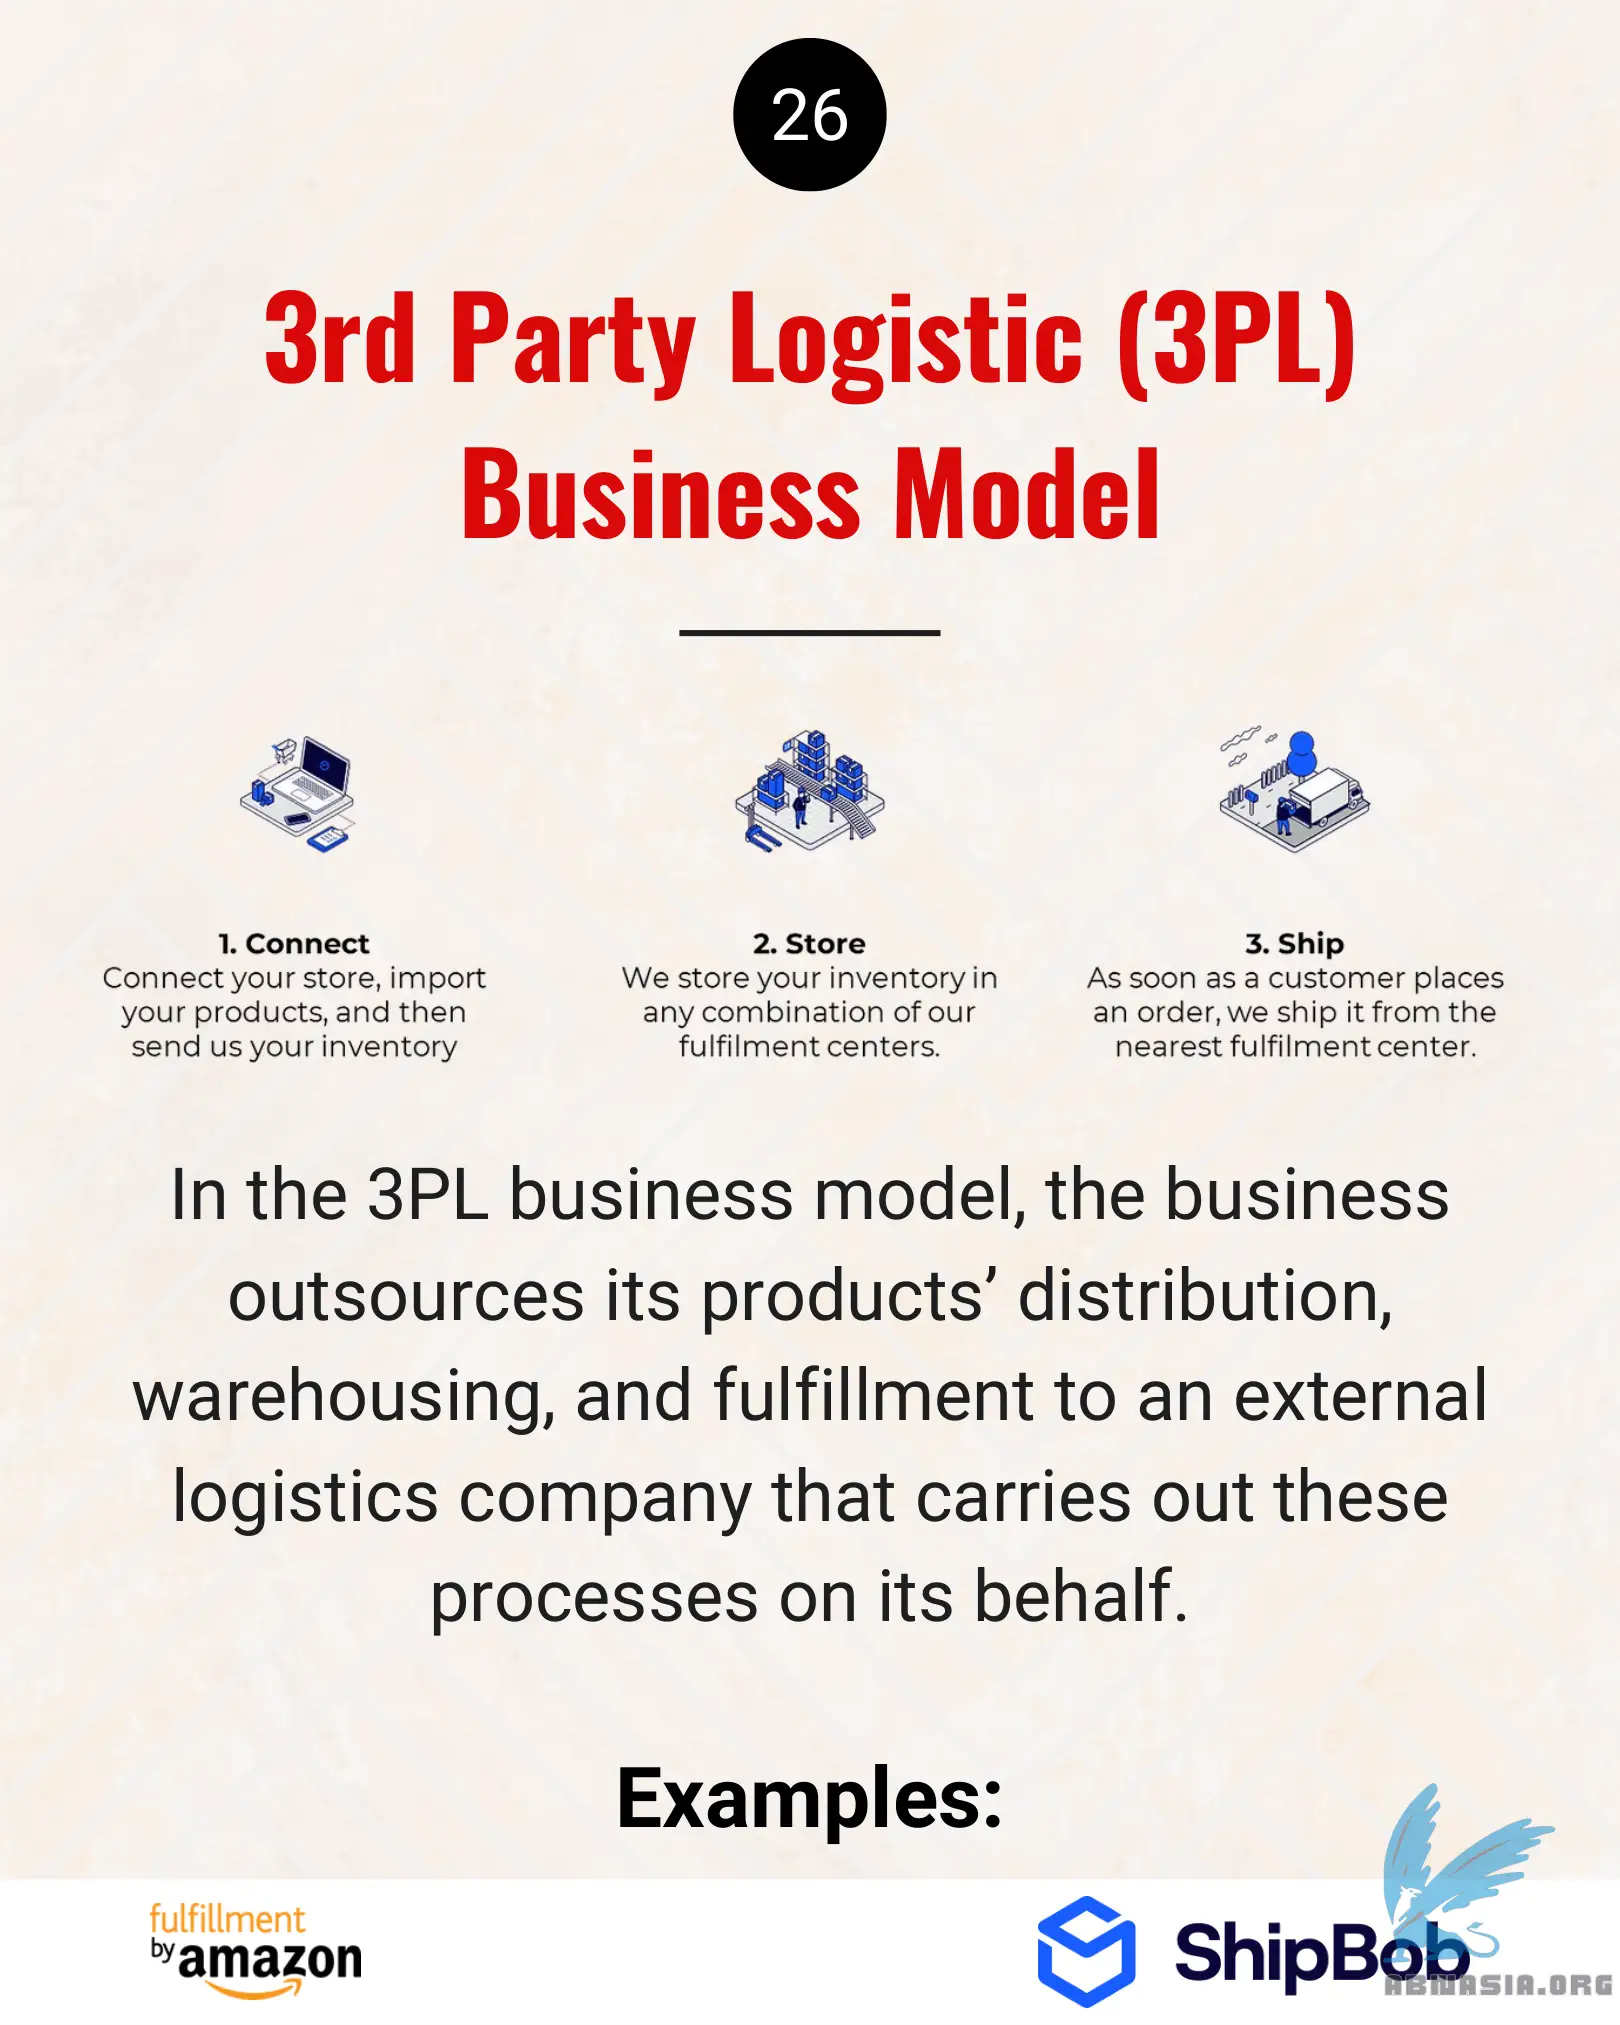 26
3rd Party Logistic (3PL)
Business Model
1. Connect
Connect your store, import
your products, and then
send us your inventory
2. Store
We store your inventory in
any combination of our
fulfilment centers.
3. Ship
As soon as a customer places
an order, we ship it from the
nearest fulfilment center.
In the 3PL business model, the business
outsources its products’ distribution,
warehousing, and fulfillment to an external
logistics company that carries out these
processes on its behalf.
Examples:
fulfillment
by amazon
ShipBob
ABNASIA.ORG